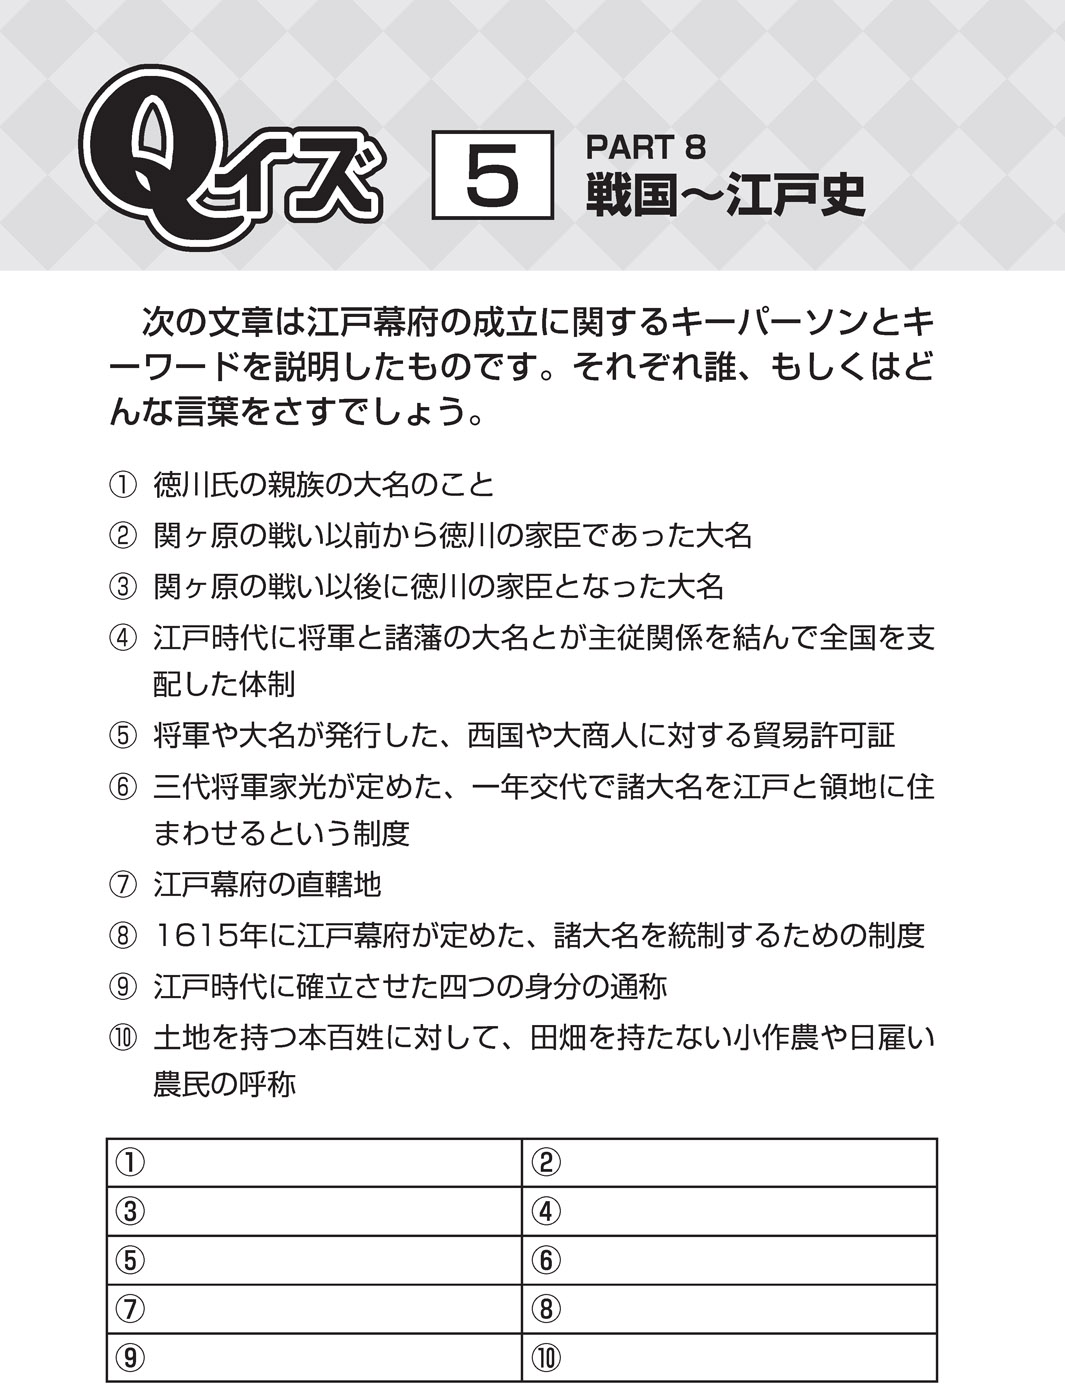 Qイズ
5
PART 8
戦国〜江戸史
次の文章は江戸幕府の成立に関するキーパーソンとキ
ーワードを説明したものです。それぞれ誰、もしくはど
んな言葉をさすでしょう。
① 徳川氏の親族の大名のこと
② 関ヶ原の戦い以前から徳川の家臣であった大名
③ 関ヶ原の戦い以後に徳川の家臣となった大名
④ 江戸時代に将軍と諸藩の大名とが主従関係を結んで全国を支
配した体制
⑤ 将軍や大名が発行した、西国や大商人に対する貿易許可証
⑥ 三代将軍家光が定めた、一年交代で諸大名を江戸と領地に住
まわせるという制度
⑦ 江戸幕府の直轄地
⑧ 1615年に江戸幕府が定めた、諸大名を統制するための制度
⑨ 江戸時代に確立させた四つの身分の通称
⑩ 土地を持つ本百姓に対して、田畑を持たない小作農や日雇い
農民の呼称
① ②
③ ④
⑤ ⑥
⑦ ⑧
⑨ ⑩